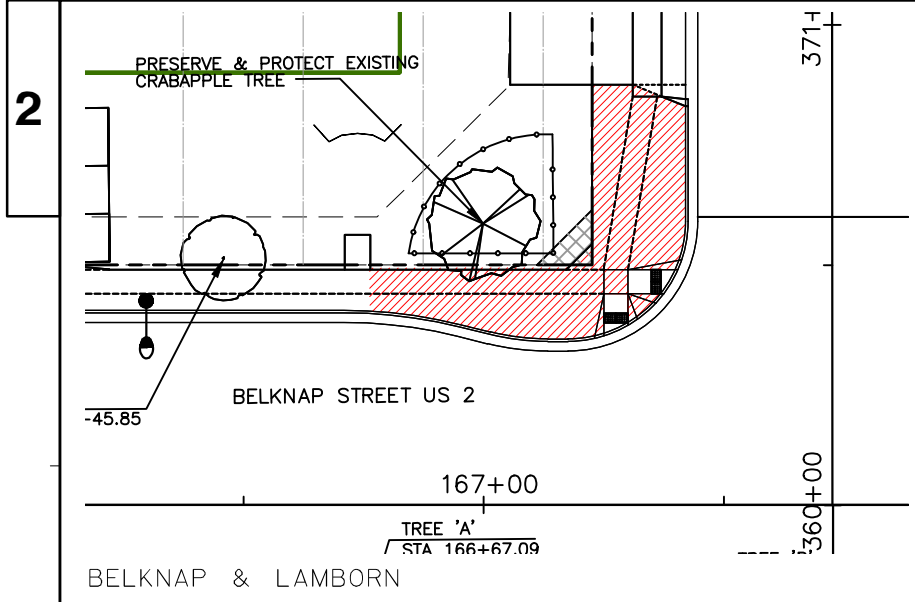 371+
PRESERVE & PROTECT EXISTING
CRABAPPLE TREE
2
BELKNAP STREET US 2
-45.85
167+00
360+00
TREE 'A'
STA 166+67.09
BELKNAP & LAMBORN